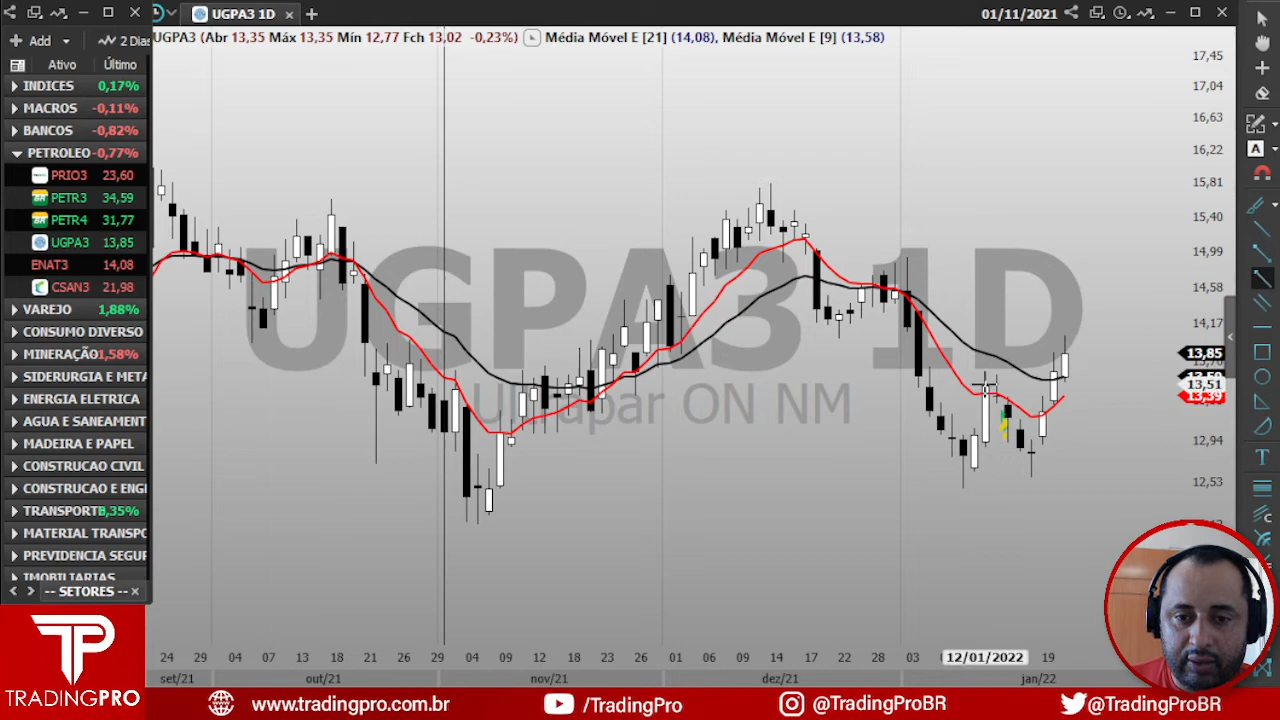 UGPA3 1D
01/11/2021
Add
2 Dias
UGPA3 (Abr 13,35 Máx 13,35 Mín 12,77 Fch 13,02 -0,23%) Média Móvel E [21] (14,08), Média Móvel E [9] (13,58)
Ativo Último
INDICES 0,17%
MACROS -0,11%
BANCOS -0,82%
PETROLEO -0,77%
PRIO3 23,60
PETR3 34,59
PETR4 31,77
UGPA3 13,85
ENAT3 14,08
CSAN3 21,98
VAREJO 1,88%
CONSUMO DIVERSO
MINERAÇÃO 1,58%
SIDERURGIA E META
ENERGIA ELETRICA
AGUA E SANEAMENT
MADEIRA E PAPEL
CONSTRUCAO CIVIL
CONSTRUCAO E ENG
TRANSPORTE 0,35%
MATERIAL TRANSPO
PREVIDENCIA SEGUR
IMOBILIARIAS
-- SETORES --
UGPA3 1D
Ultrapar ON NM
17,45
17,04
16,63
16,22
15,81
15,40
14,99
14,58
14,17
13,85
13,51
13,39
12,94
12,53
24 29 04 07 13 18 21 26 29 04 09 12 18 23 26 01 06 09 14 17 22 28 03 12/01/2022 19
set/21 out/21 nov/21 dez/21 jan/22
A
T
C
TP
TRADINGPRO
www.tradingpro.com.br
/TradingPro
@TradingProBR
@TradingProBR